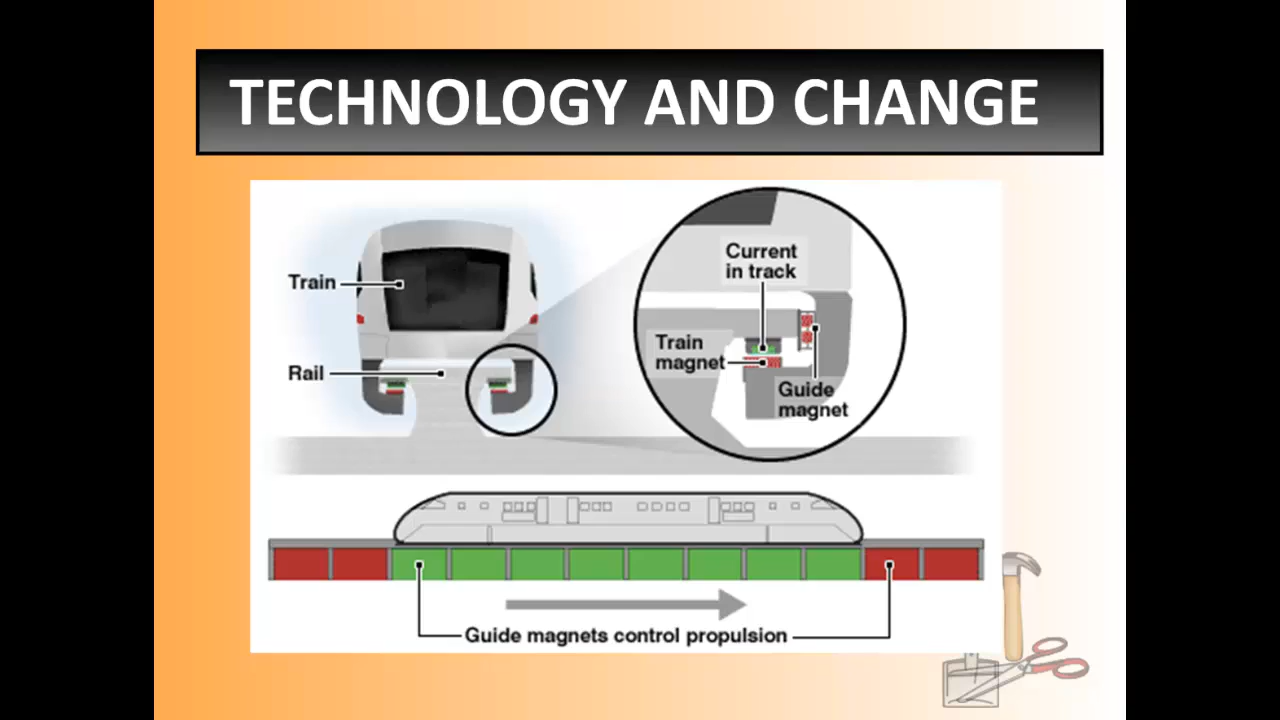 TECHNOLOGY AND CHANGE
Train
Rail
Current
in track
Train
magnet
Guide
magnet
Guide magnets control propulsion